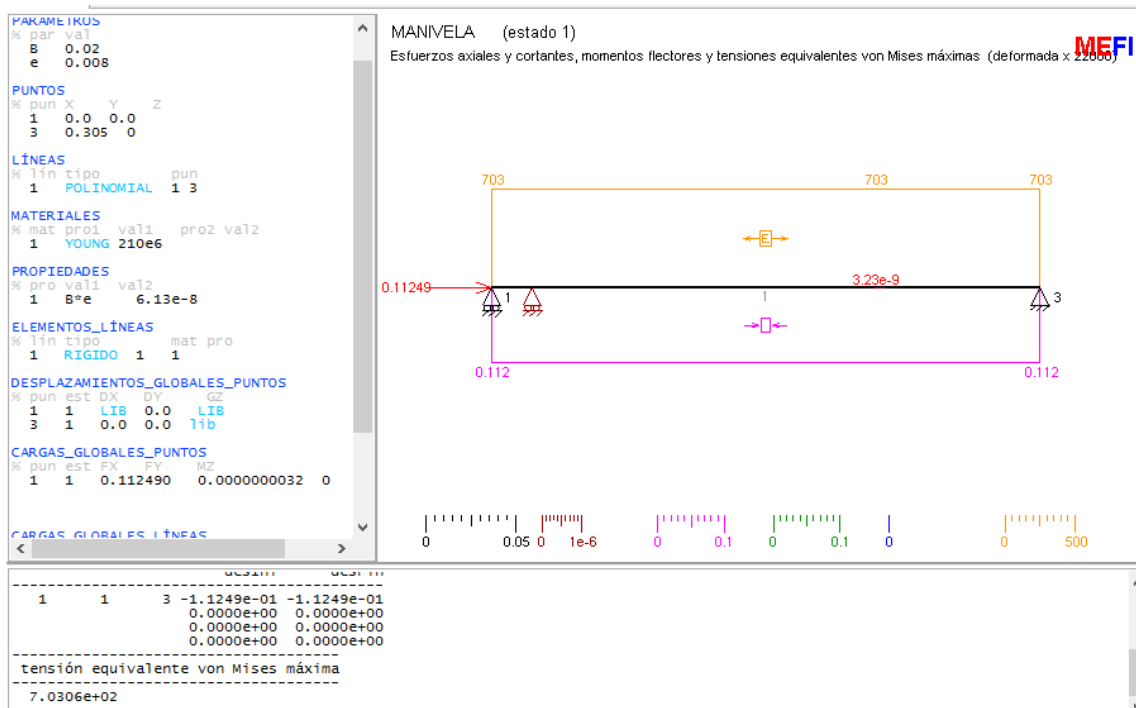 PARÁMETROS
% par val
B 0.02
e 0.008
PUNTOS
% pun X Y Z
1 0.0 0.0
3 0.305 0
LÍNEAS
% lín tipo pun
1 POLINOMIAL 1 3
MATERIALES
% mat pro1 val1 pro2 val2
1 YOUNG 210e6
PROPIEDADES
% pro val1 val2
1 B*e 6.13e-8
ELEMENTOS_LÍNEAS
% lín tipo mat pro
1 RIGIDO 1 1
DESPLAZAMIENTOS_GLOBALES_PUNTOS
% pun est DX DY GZ
1 1 LIB 0.0 LIB
3 1 0.0 0.0 lib
CARGAS_GLOBALES_PUNTOS
% pun est FX FY MZ
1 1 0.112490 0.0000000032 0
CARGAS_GLOBALES_LÍNEAS
MANIVELA (estado 1)
Esfuerzos axiales y cortantes, momentos flectores y tensiones equivalentes von Mises máximas (deformada x 22000)
MEFI
703 703 703
E
0.11249 1 3.23e-9 1 3
0.112 0.112
0 0.05 0 1e-6 0 0.1 0 0.1 0 0 500
1 1 3 -1.1249e-01 -1.1249e-01
0.0000e+00 0.0000e+00
0.0000e+00 0.0000e+00
0.0000e+00 0.0000e+00
tensión equivalente von Mises máxima
7.0306e+02